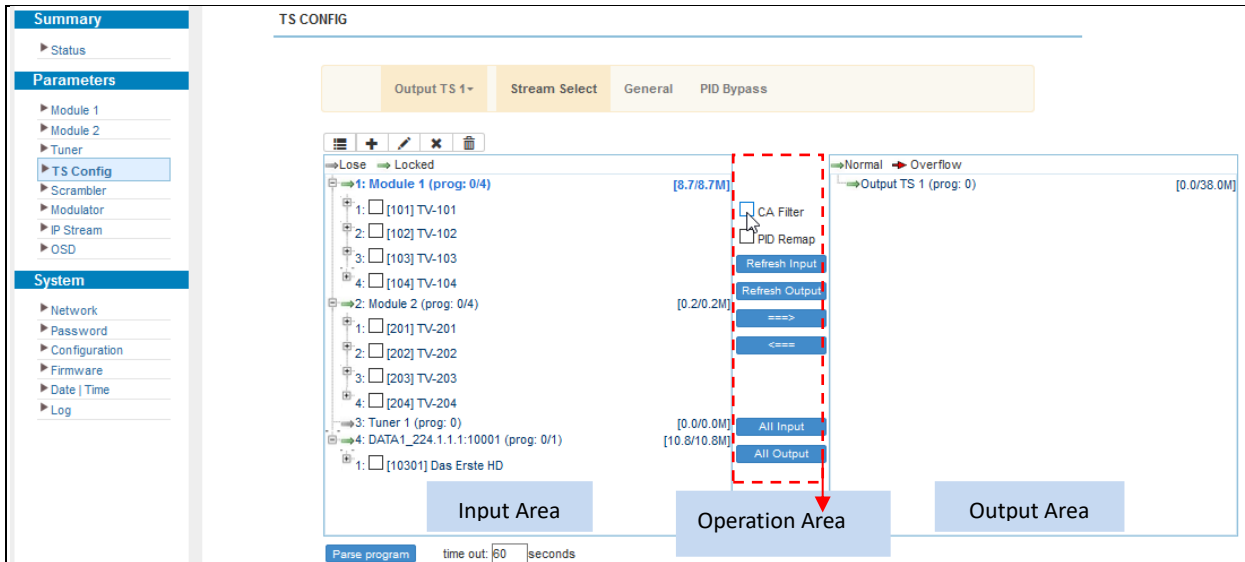 Summary
Status
Parameters
Module 1
Module 2
Tuner
TS Config
Scrambler
Modulator
IP Stream
OSD
System
Network
Password
Configuration
Firmware
Date | Time
Log
TS CONFIG
Output TS 1 Stream Select General PID Bypass
Lose Locked
1: Module 1 (prog: 0/4) [8.7/8.7M]
1: [101] TV-101
2: [102] TV-102
3: [103] TV-103
4: [104] TV-104
2: Module 2 (prog: 0/4) [0.2/0.2M]
1: [201] TV-201
2: [202] TV-202
3: [203] TV-203
4: [204] TV-204
3: Tuner 1 (prog: 0) [0.0/0.0M]
4: DATA1_224.1.1.1:10001 (prog: 0/1) [10.8/10.8M]
1: [10301] Das Erste HD
Input Area
CA Filter
PID Remap
Refresh Input
Refresh Output
===>
<===
All Input
All Output
Operation Area
Normal Overflow
Output TS 1 (prog: 0) [0.0/38.0M]
Output Area
Parse program time out: 60 seconds